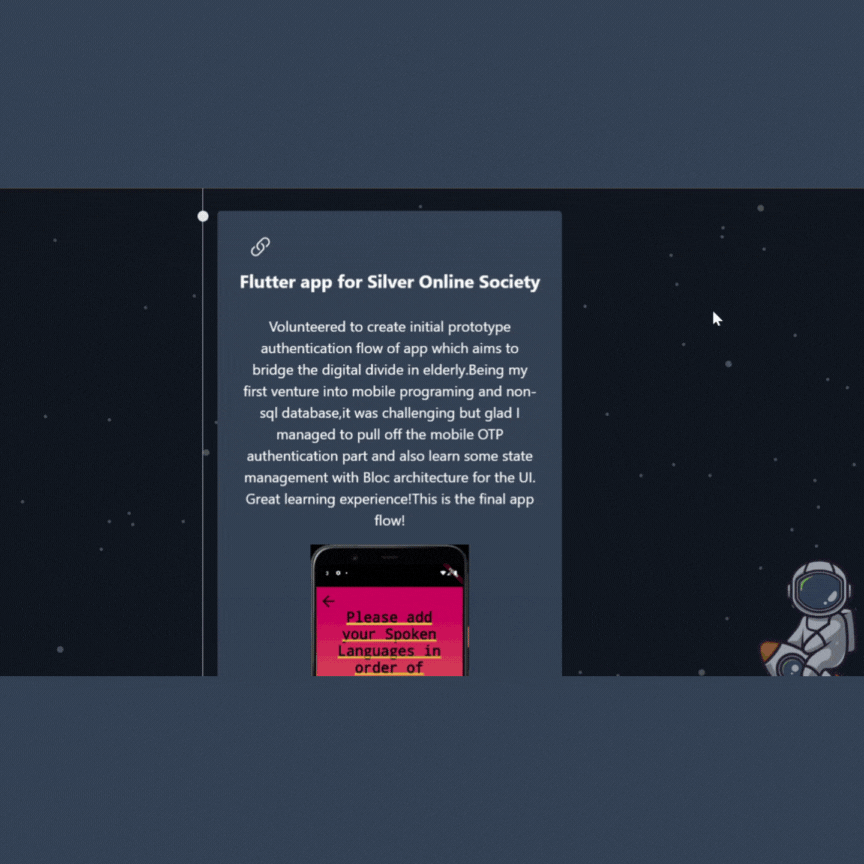 Flutter app for Silver Online Society
Volunteered to create initial prototype
authentication flow of app which aims to
bridge the digital divide in elderly.Being my
first venture into mobile programing and non-
sql database,it was challenging but glad I
managed to pull off the mobile OTP
authentication part and also learn some state
management with Bloc architecture for the UI.
Great learning experience!This is the final app
flow!
Please add
your Spoken
Languages in
order of